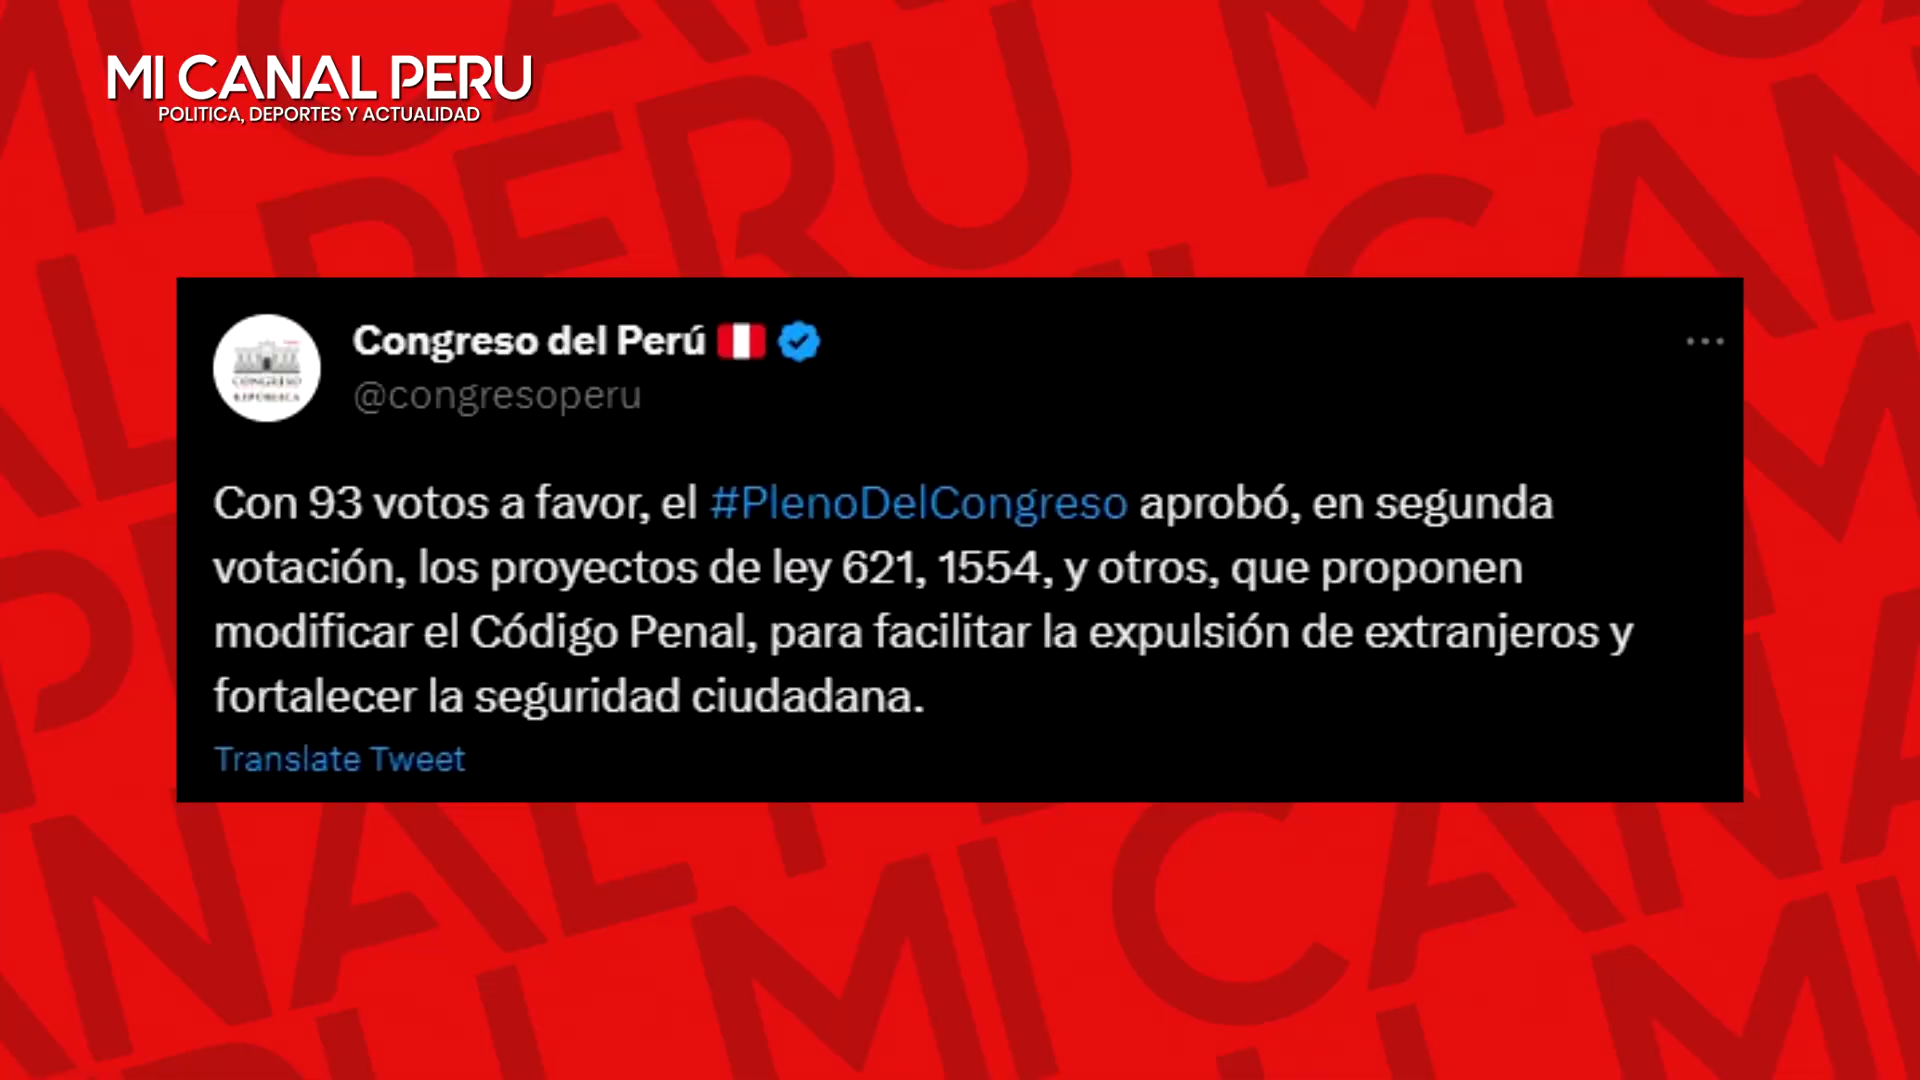 MI CANAL PERU
POLITICA, DEPORTES Y ACTUALIDAD
Congreso del Perú
@congresoperu
CONGRESO
REPÚBLICA
Con 93 votos a favor, el #PlenoDelCongreso aprobó, en segunda
votación, los proyectos de ley 621, 1554, y otros, que proponen
modificar el Código Penal, para facilitar la expulsión de extranjeros y
fortalecer la seguridad ciudadana.
Translate Tweet